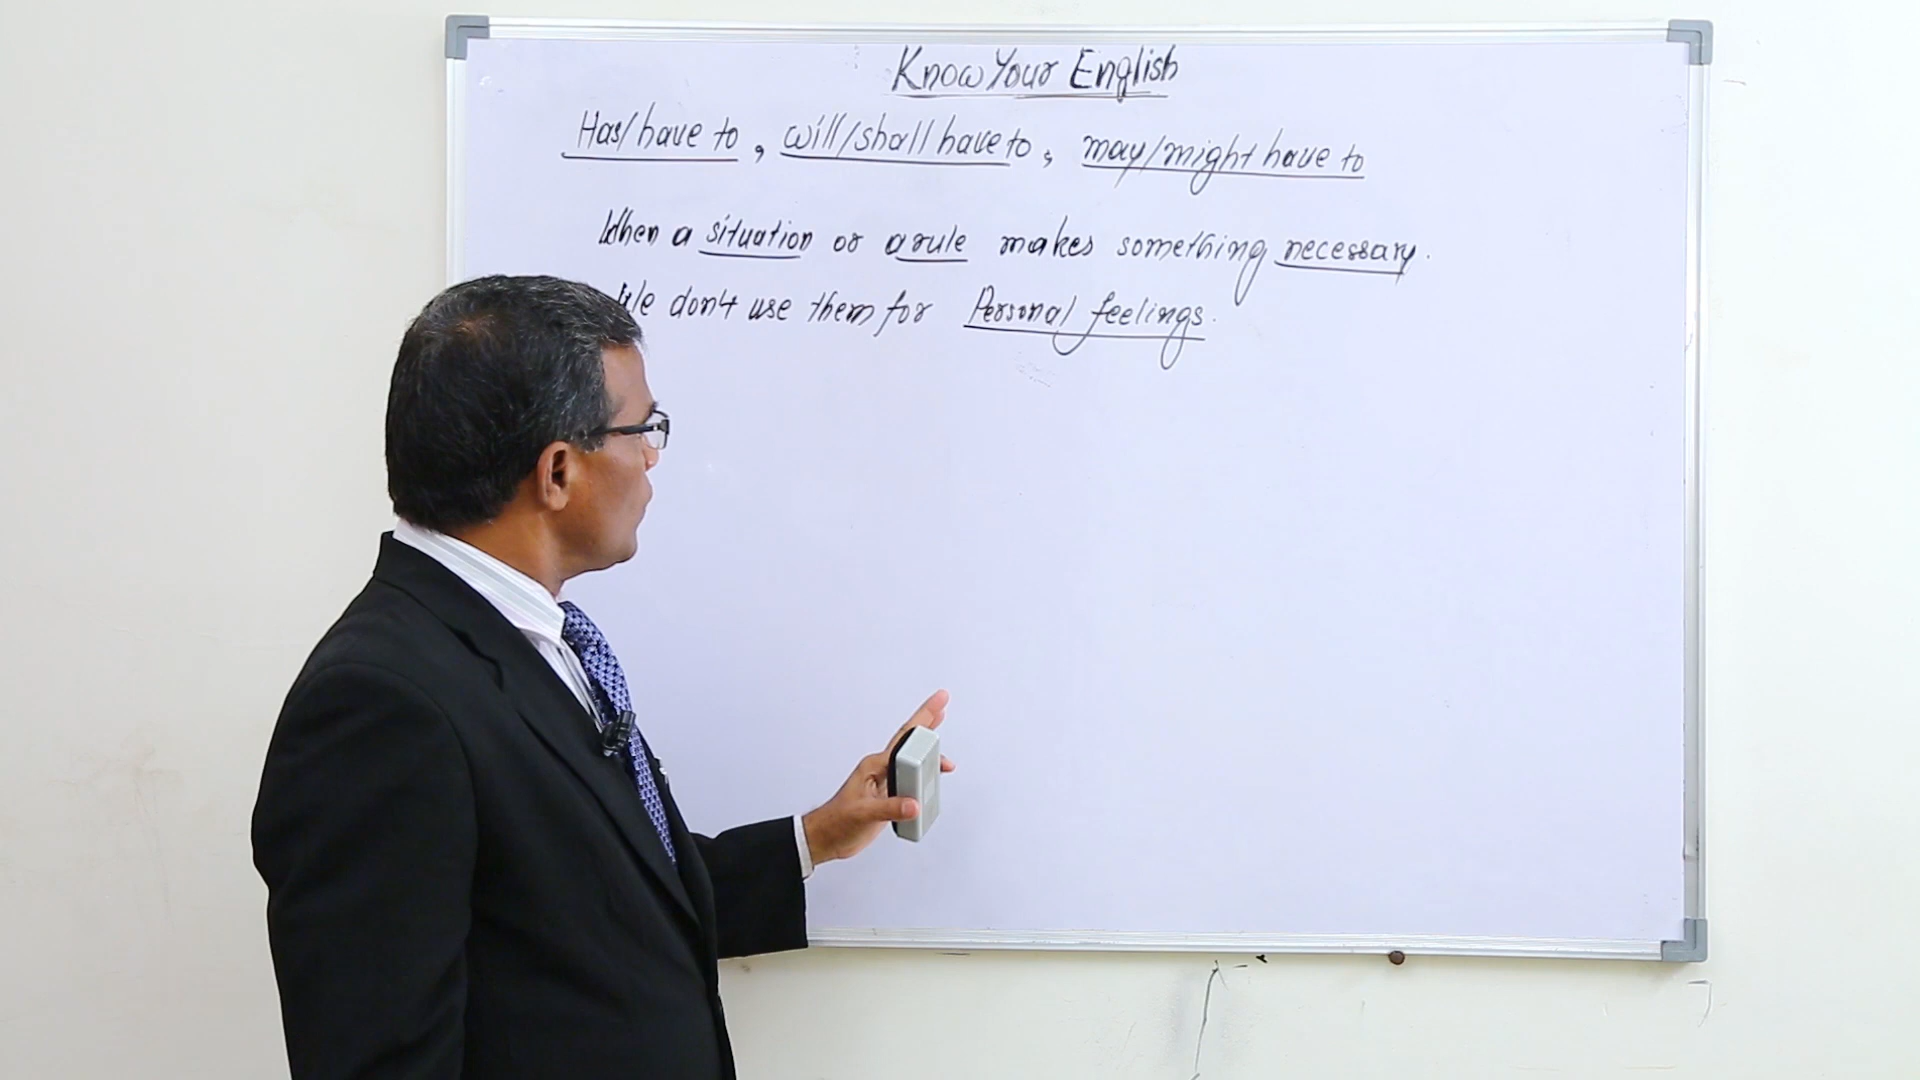 Know Your English
Has/have to, will/shall have to, may/might have to
When a situation or a rule makes something necessary.
We don't use them for Personal feelings.